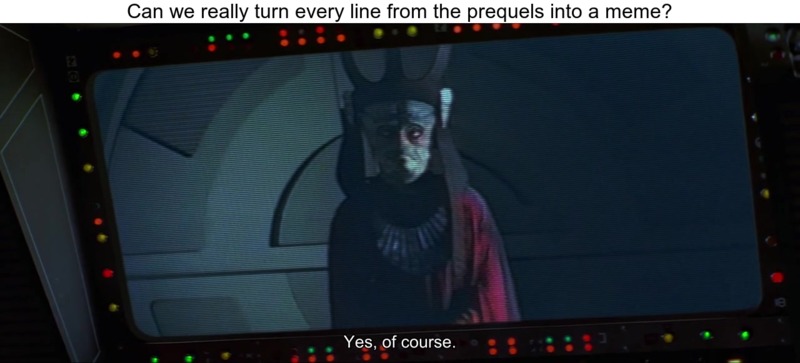 Can we really turn every line from the prequels into a meme?
Yes, of course.